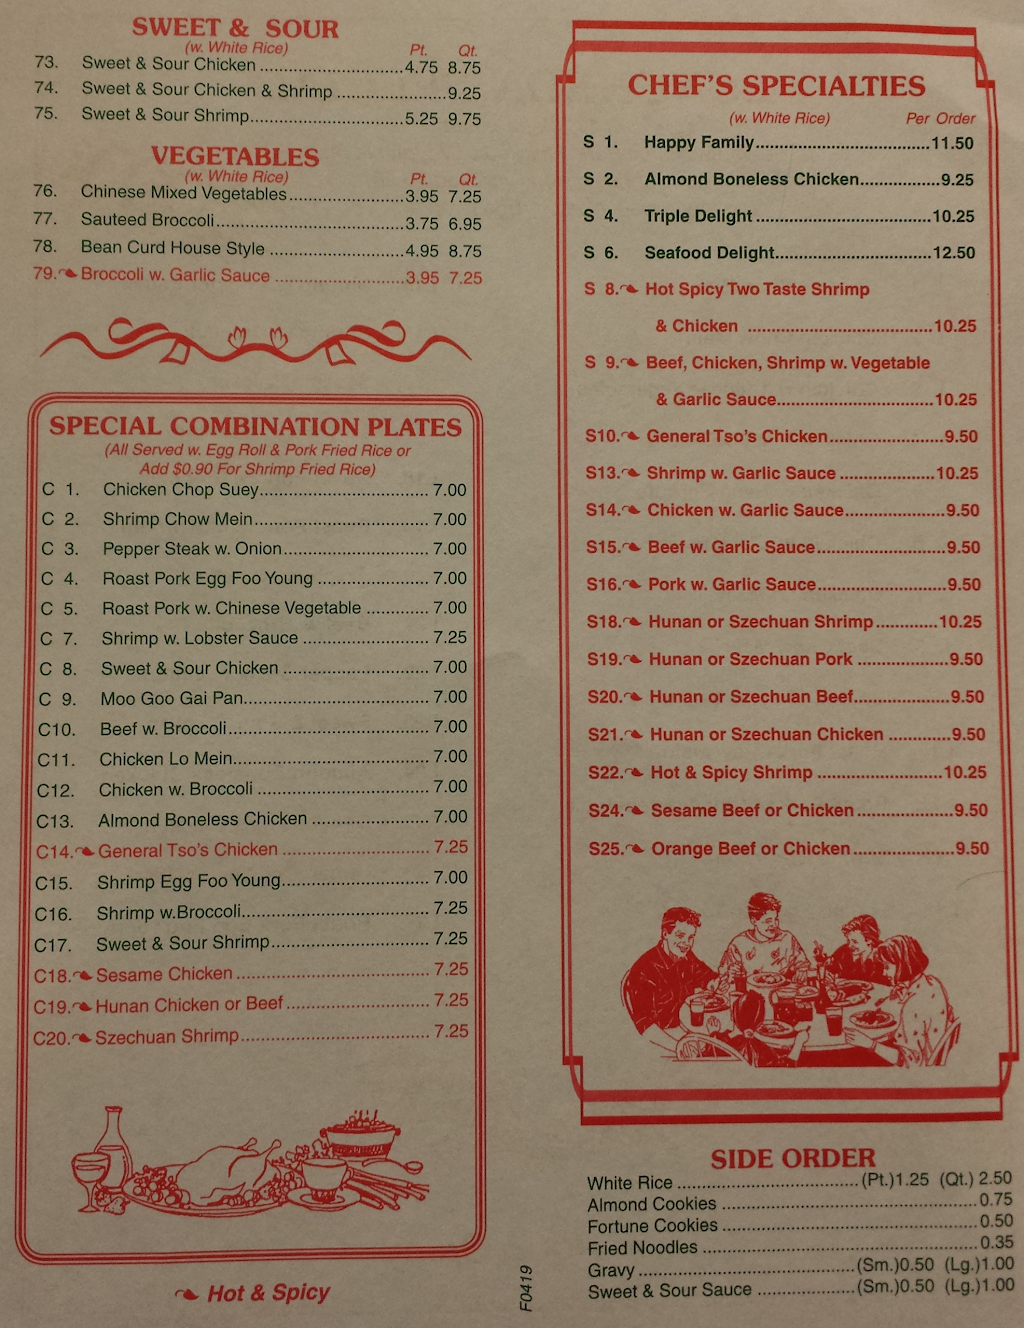 SWEET & SOUR
(w. White Rice) Pt. Qt.
73. Sweet & Sour Chicken ..............................4.75 8.75
74. Sweet & Sour Chicken & Shrimp .......................9.25
75. Sweet & Sour Shrimp.................................5.25 9.75
VEGETABLES
(w. White Rice) Pt. Qt.
76. Chinese Mixed Vegetables.........................3.95 7.25
77. Sauteed Broccoli........................................3.75 6.95
78. Bean Curd House Style .............................4.95 8.75
79. Broccoli w. Garlic Sauce ............................3.95 7.25
SPECIAL COMBINATION PLATES
(All Served w. Egg Roll & Pork Fried Rice or
Add $0.90 For Shrimp Fried Rice)
C 1. Chicken Chop Suey.................................... 7.00
C 2. Shrimp Chow Mein..................................... 7.00
C 3. Pepper Steak w. Onion............................... 7.00
C 4. Roast Pork Egg Foo Young ........................ 7.00
C 5. Roast Pork w. Chinese Vegetable ............. 7.00
C 7. Shrimp w. Lobster Sauce ........................... 7.25
C 8. Sweet & Sour Chicken ............................... 7.00
C 9. Moo Goo Gai Pan....................................... 7.00
C10. Beef w. Broccoli.......................................... 7.00
C11. Chicken Lo Mein......................................... 7.00
C12. Chicken w. Broccoli .................................... 7.00
C13. Almond Boneless Chicken ......................... 7.00
C14. General Tso's Chicken ............................... 7.25
C15. Shrimp Egg Foo Young............................... 7.00
C16. Shrimp w.Broccoli....................................... 7.25
C17. Sweet & Sour Shrimp................................. 7.25
C18. Sesame Chicken ........................................ 7.25
C19. Hunan Chicken or Beef.............................. 7.25
C20. Szechuan Shrimp....................................... 7.25
Hot & Spicy
F0419
CHEF'S SPECIALTIES
(w. White Rice) Per Order
S 1. Happy Family.....................................11.50
S 2. Almond Boneless Chicken.................9.25
S 4. Triple Delight .....................................10.25
S 6. Seafood Delight.................................12.50
S 8. Hot Spicy Two Taste Shrimp
& Chicken .......................................10.25
S 9. Beef, Chicken, Shrimp w. Vegetable
& Garlic Sauce.................................10.25
S10. General Tso's Chicken........................9.50
S13. Shrimp w. Garlic Sauce ....................10.25
S14. Chicken w. Garlic Sauce.....................9.50
S15. Beef w. Garlic Sauce...........................9.50
S16. Pork w. Garlic Sauce...........................9.50
S18. Hunan or Szechuan Shrimp.............10.25
S19. Hunan or Szechuan Pork ...................9.50
S20. Hunan or Szechuan Beef....................9.50
S21. Hunan or Szechuan Chicken .............9.50
S22. Hot & Spicy Shrimp ..........................10.25
S24. Sesame Beef or Chicken.....................9.50
S25. Orange Beef or Chicken......................9.50
SIDE ORDER
White Rice ......................................(Pt.)1.25 (Qt.) 2.50
Almond Cookies ......................................................0.75
Fortune Cookies ......................................................0.50
Fried Noodles ..........................................................0.35
Gravy..............................................(Sm.)0.50 (Lg.)1.00
Sweet & Sour Sauce .....................(Sm.)0.50 (Lg.)1.00